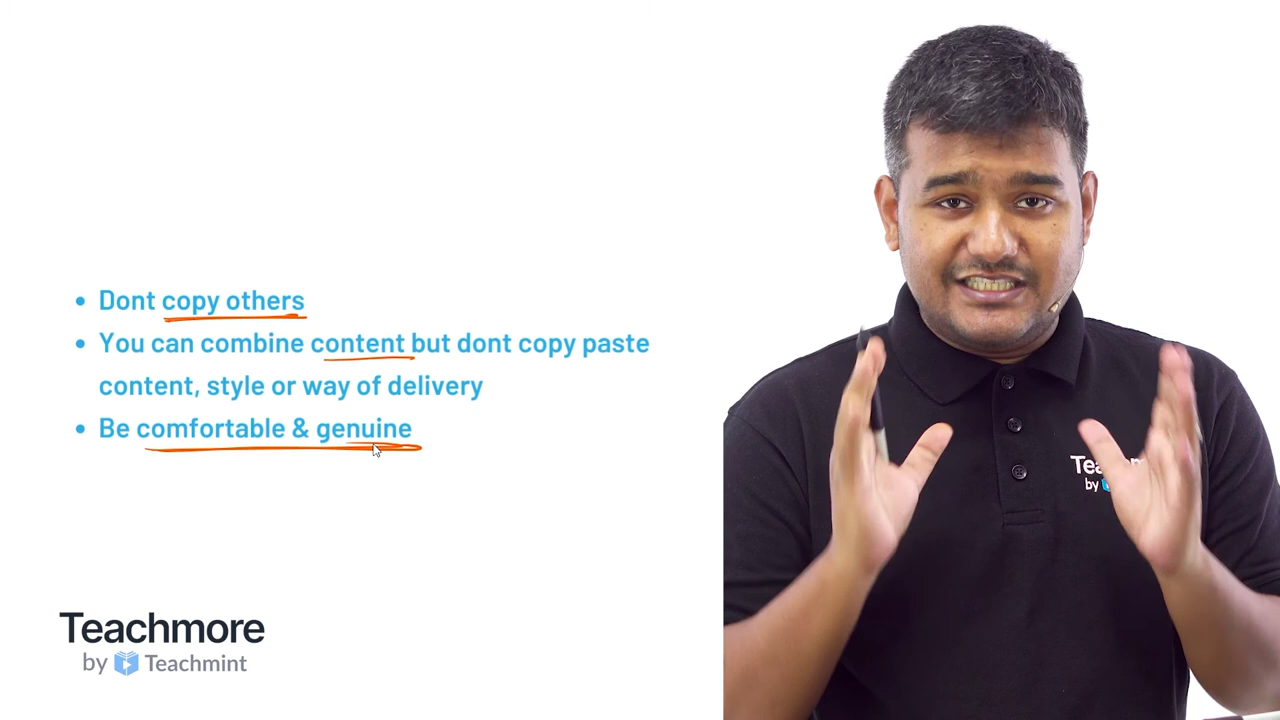 • Dont copy others
• You can combine content but dont copy paste
content, style or way of delivery
• Be comfortable & genuine
Teachmore
by Teachmint
by